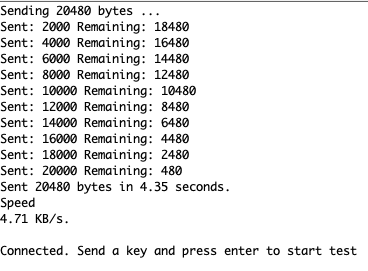 Sending 20480 bytes ...
Sent: 2000 Remaining: 18480
Sent: 4000 Remaining: 16480
Sent: 6000 Remaining: 14480
Sent: 8000 Remaining: 12480
Sent: 10000 Remaining: 10480
Sent: 12000 Remaining: 8480
Sent: 14000 Remaining: 6480
Sent: 16000 Remaining: 4480
Sent: 18000 Remaining: 2480
Sent: 20000 Remaining: 480
Sent 20480 bytes in 4.35 seconds.
Speed
4.71 KB/s.
Connected. Send a key and press enter to start test